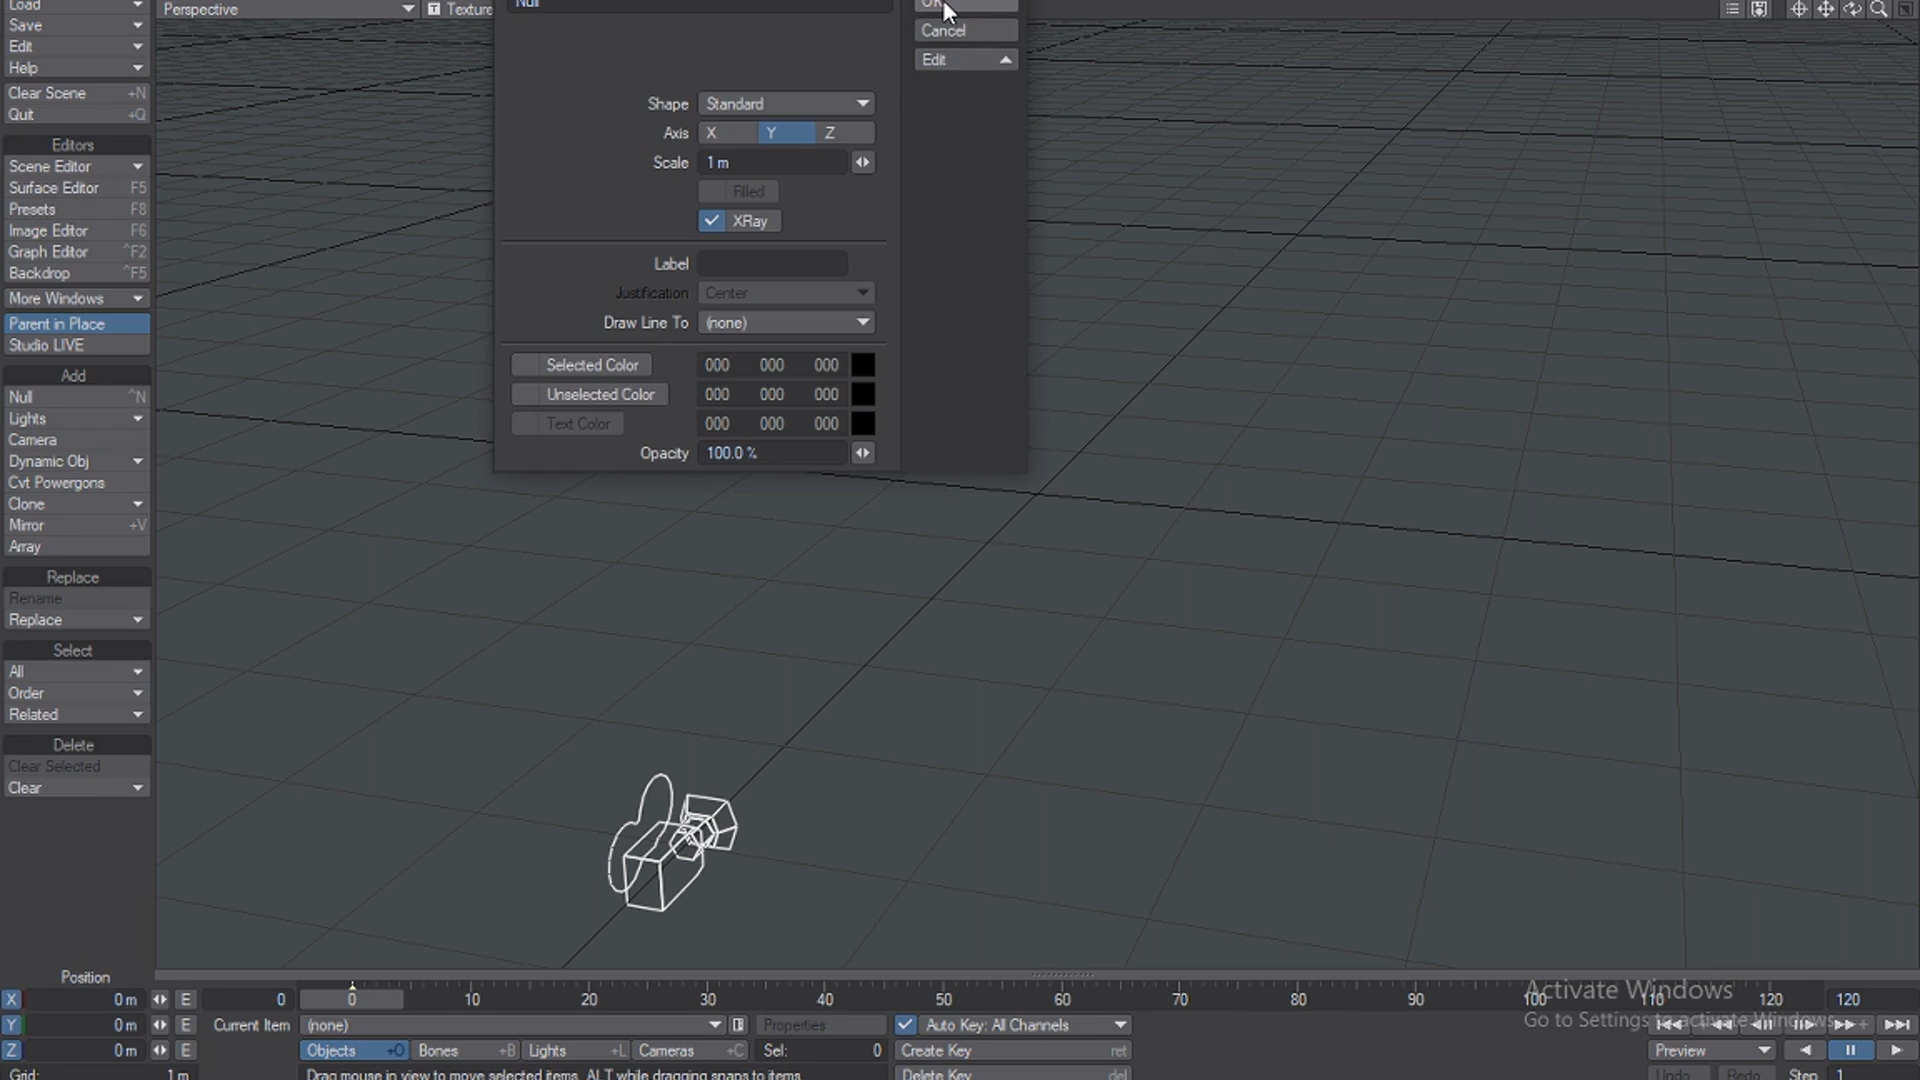 Load
Perspective
Texture
Null
OK
Save
Cancel
Edit
Edit
Help
Clear Scene +N
Shape Standard
Quit +Q
Axis X Y Z
Editors
Scale 1 m
Scene Editor
Surface Editor F5
Filled
Presets F8
XRay
Image Editor F6
Graph Editor ^F2
Label
Backdrop ^F5
Justification Center
More Windows
Draw Line To (none)
Parent in Place
Studio LIVE
Selected Color 000 000 000
Add
Unselected Color 000 000 000
Null ^N
Text Color 000 000 000
Lights
Camera
Opacity 100.0 %
Dynamic Obj
Cvt Powergons
Clone
Mirror +V
Array
Replace
Rename
Replace
Select
All
Order
Related
Delete
Clear Selected
Clear
Position
Activate Windows
Go to Settings to activate Windows.
X 0 m E 0 0 10 20 30 40 50 60 70 80 90 100 110 120 120
Y 0 m E Current Item (none) Properties Auto Key: All Channels
Z 0 m E Objects +O Bones +B Lights +L Cameras +C Sel: 0 Create Key ret Preview
Grid: 1 m Drag mouse in view to move selected items. ALT while dragging snaps to items. Delete Key del Undo Redo Step 1